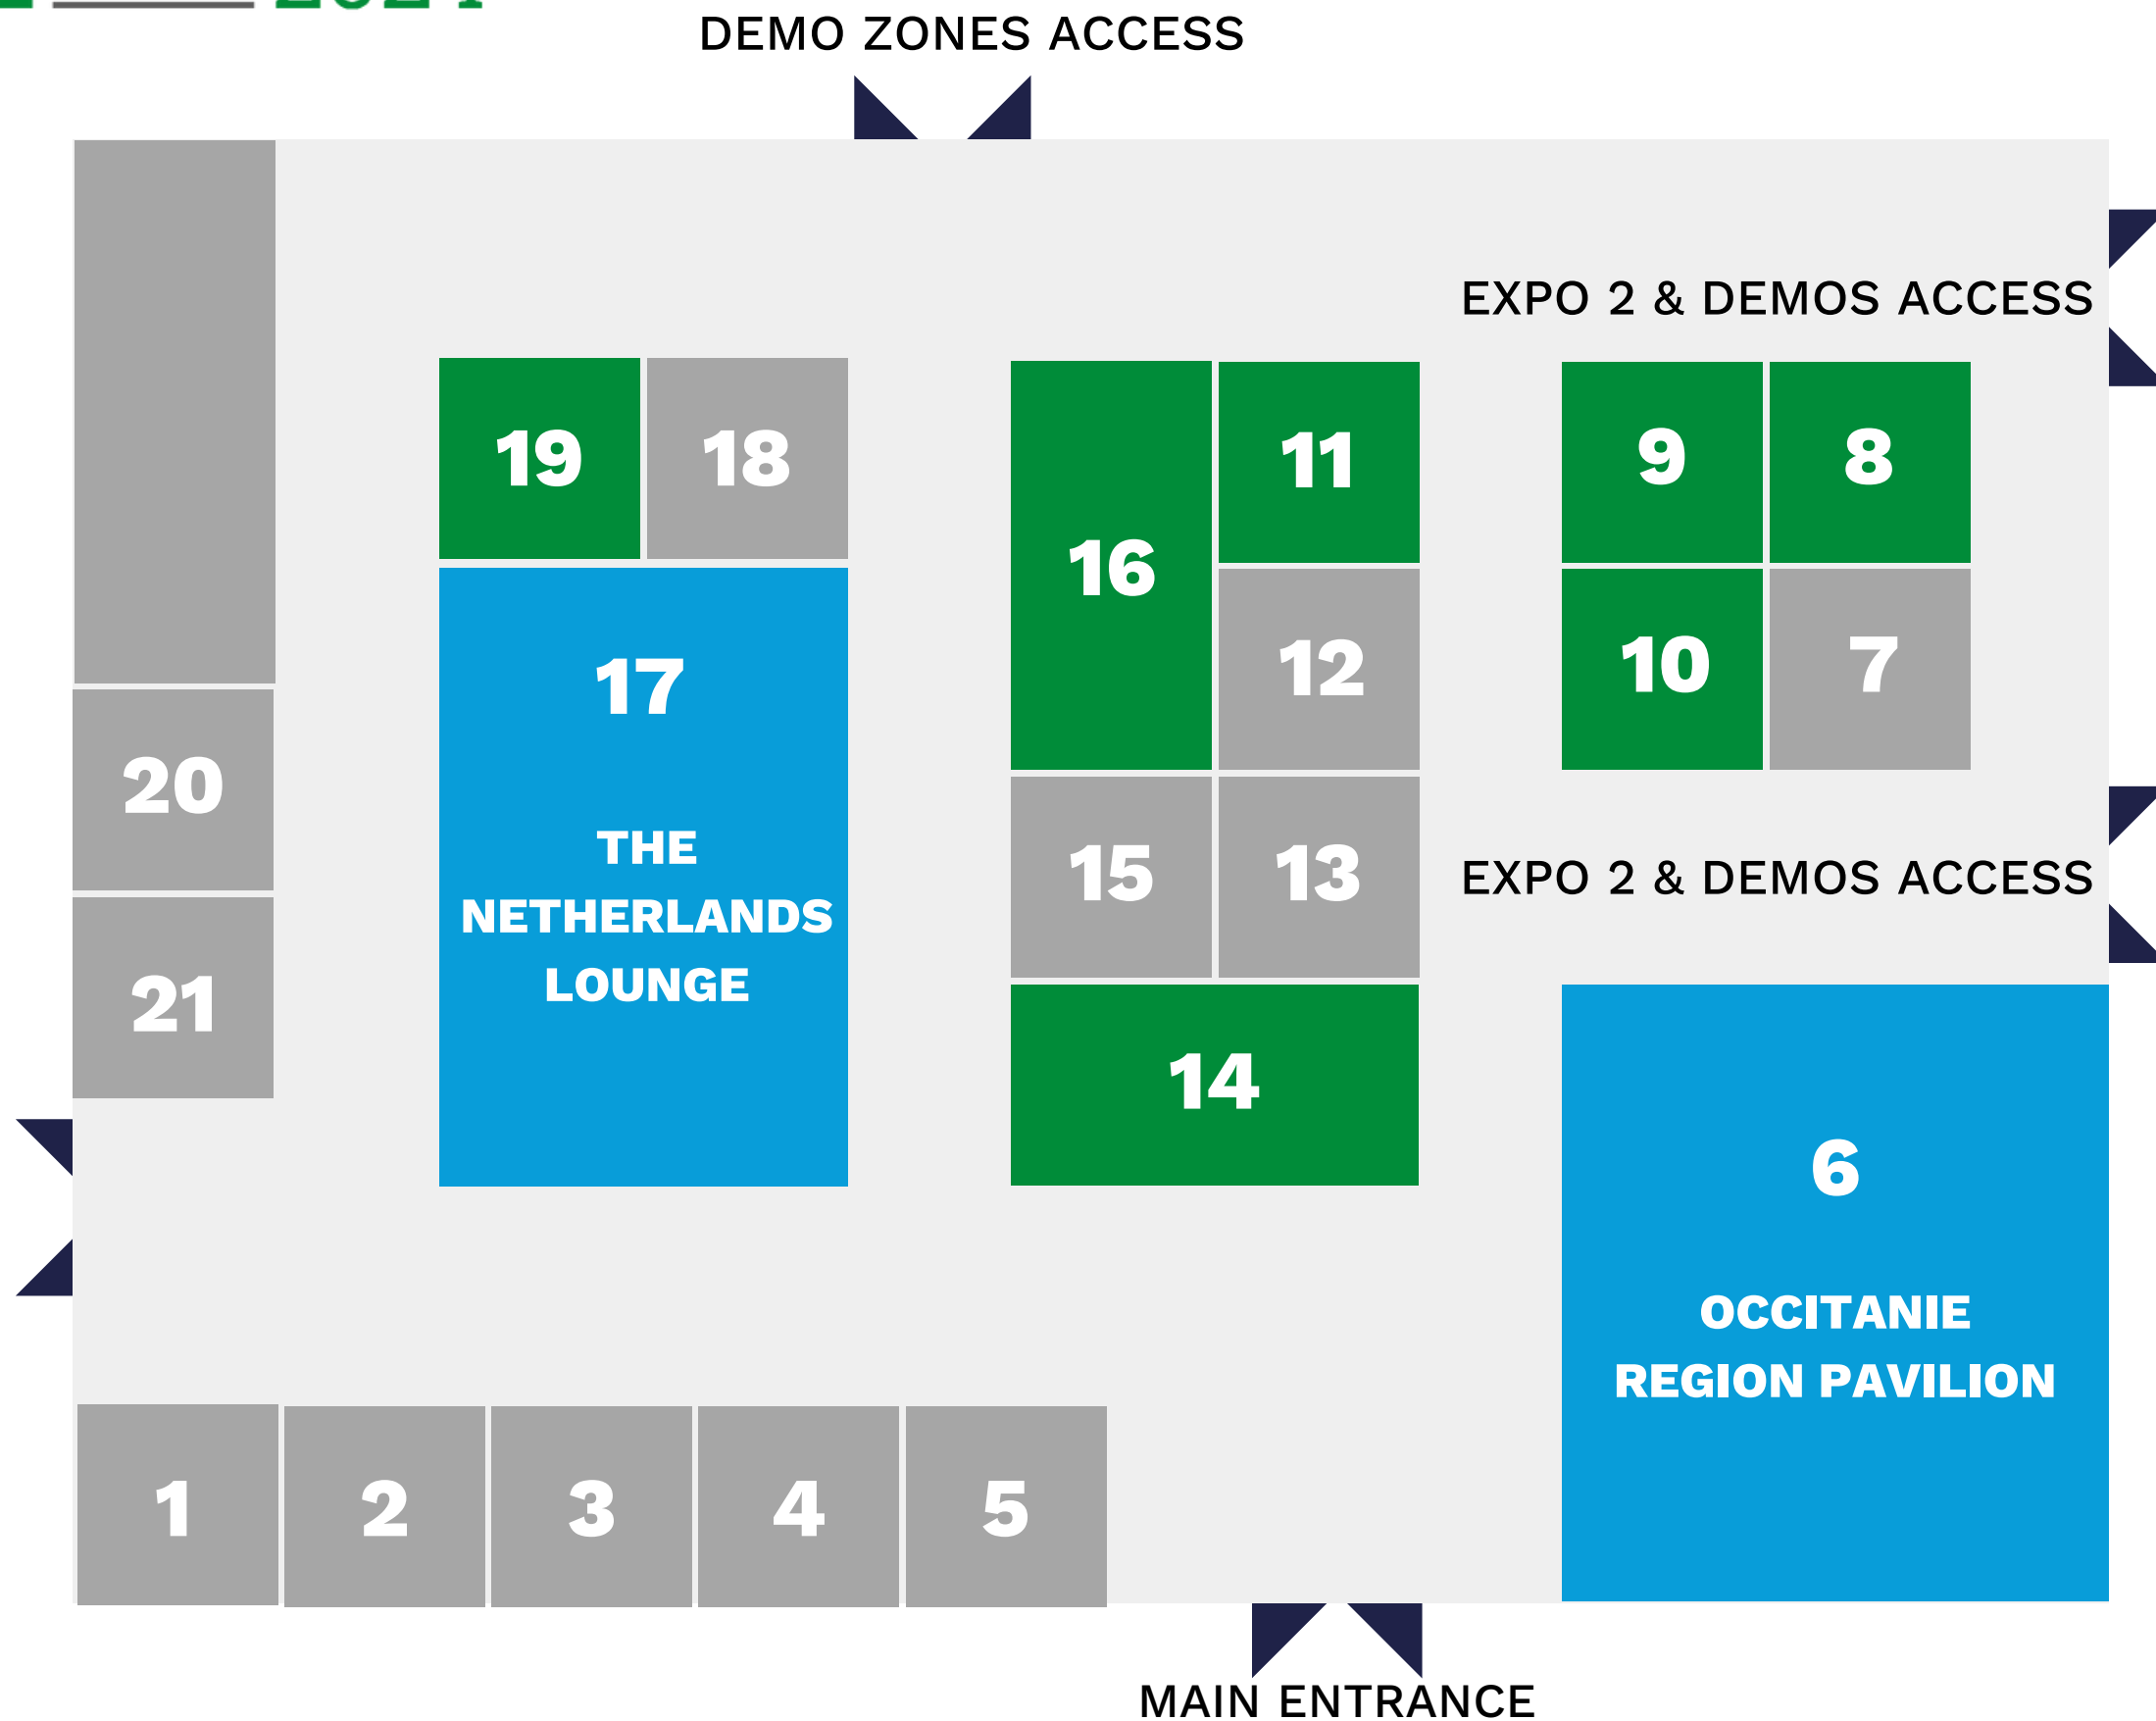 DEMO ZONES ACCESS
EXPO 2 & DEMOS ACCESS
19
18
16
11
9
8
12
10
7
17
THE
NETHERLANDS
LOUNGE
20
15
13
EXPO 2 & DEMOS ACCESS
21
14
6
OCCITANIE
REGION PAVILION
1
2
3
4
5
MAIN ENTRANCE